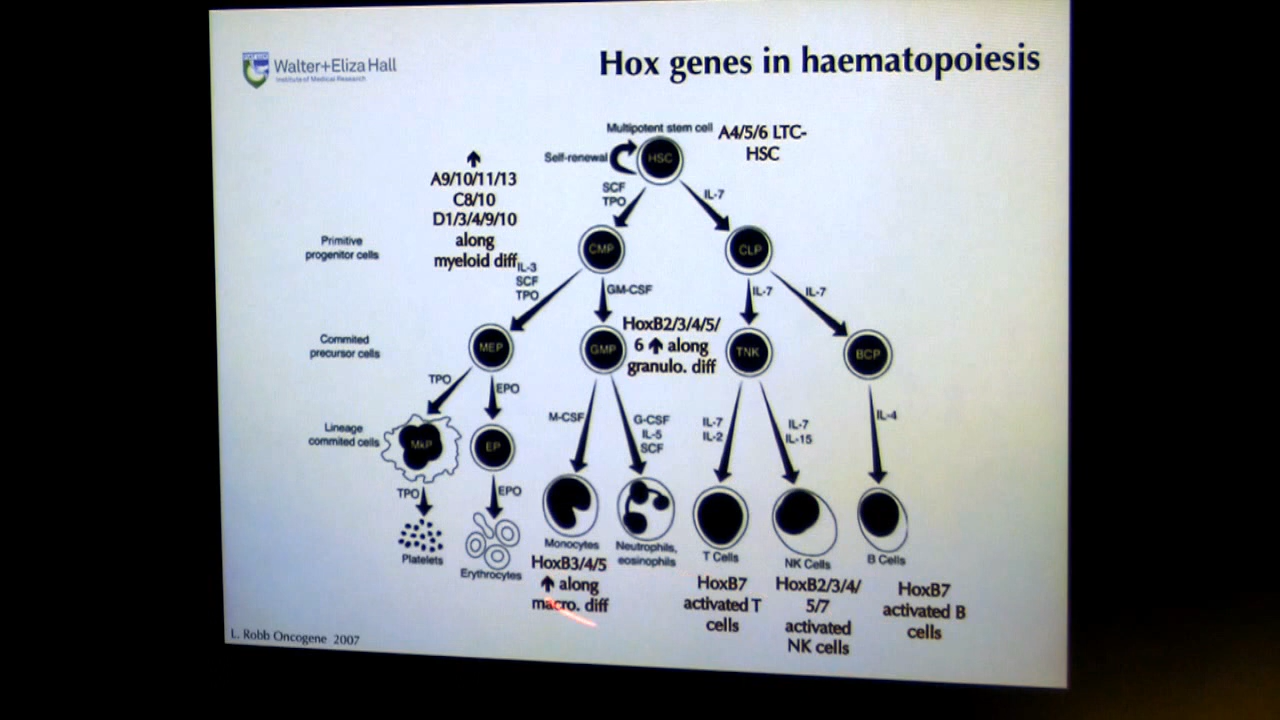 Walter+Eliza Hall
Institute of Medical Research
Hox genes in haematopoiesis
Multipotent stem cell
A4/5/6 LTC-
HSC
Self-renewal
HSC
↑
A9/10/11/13
C8/10
D1/3/4/9/10
along
myeloid diff
SCF
TPO
IL-7
Primitive
progenitor cells
CMP
CLP
IL-3
SCF
TPO
GM-CSF
IL-7
IL-7
Commited
precursor cells
MEP
GMP
HoxB2/3/4/5/
6 ↑ along
granulo. diff
TNK
BCP
TPO
EPO
M-CSF
G-CSF
IL-5
SCF
IL-7
IL-2
IL-7
IL-15
IL-4
Lineage
commited cells
MkP
EP
TPO
EPO
Platelets
Erythrocytes
Monocytes
Neutrophils,
eosinophils
T Cells
NK Cells
B Cells
HoxB3/4/5
↑ along
macro. diff
HoxB7
activated T
cells
HoxB2/3/4/
5/7
activated
NK cells
HoxB7
activated B
cells
L. Robb Oncogene 2007